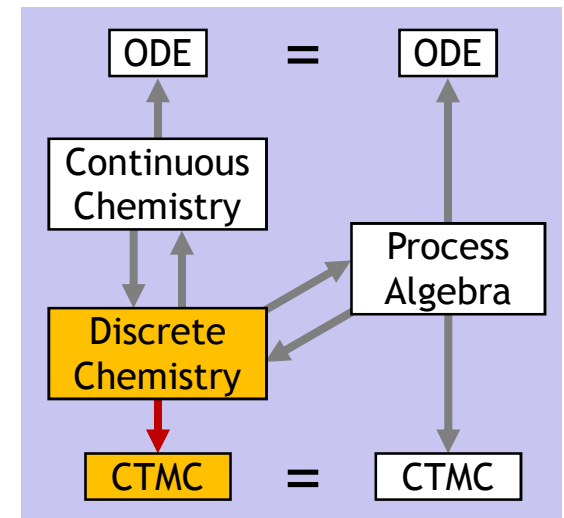 ODE = ODE
Continuous
Chemistry
Process
Algebra
Discrete
Chemistry
CTMC = CTMC